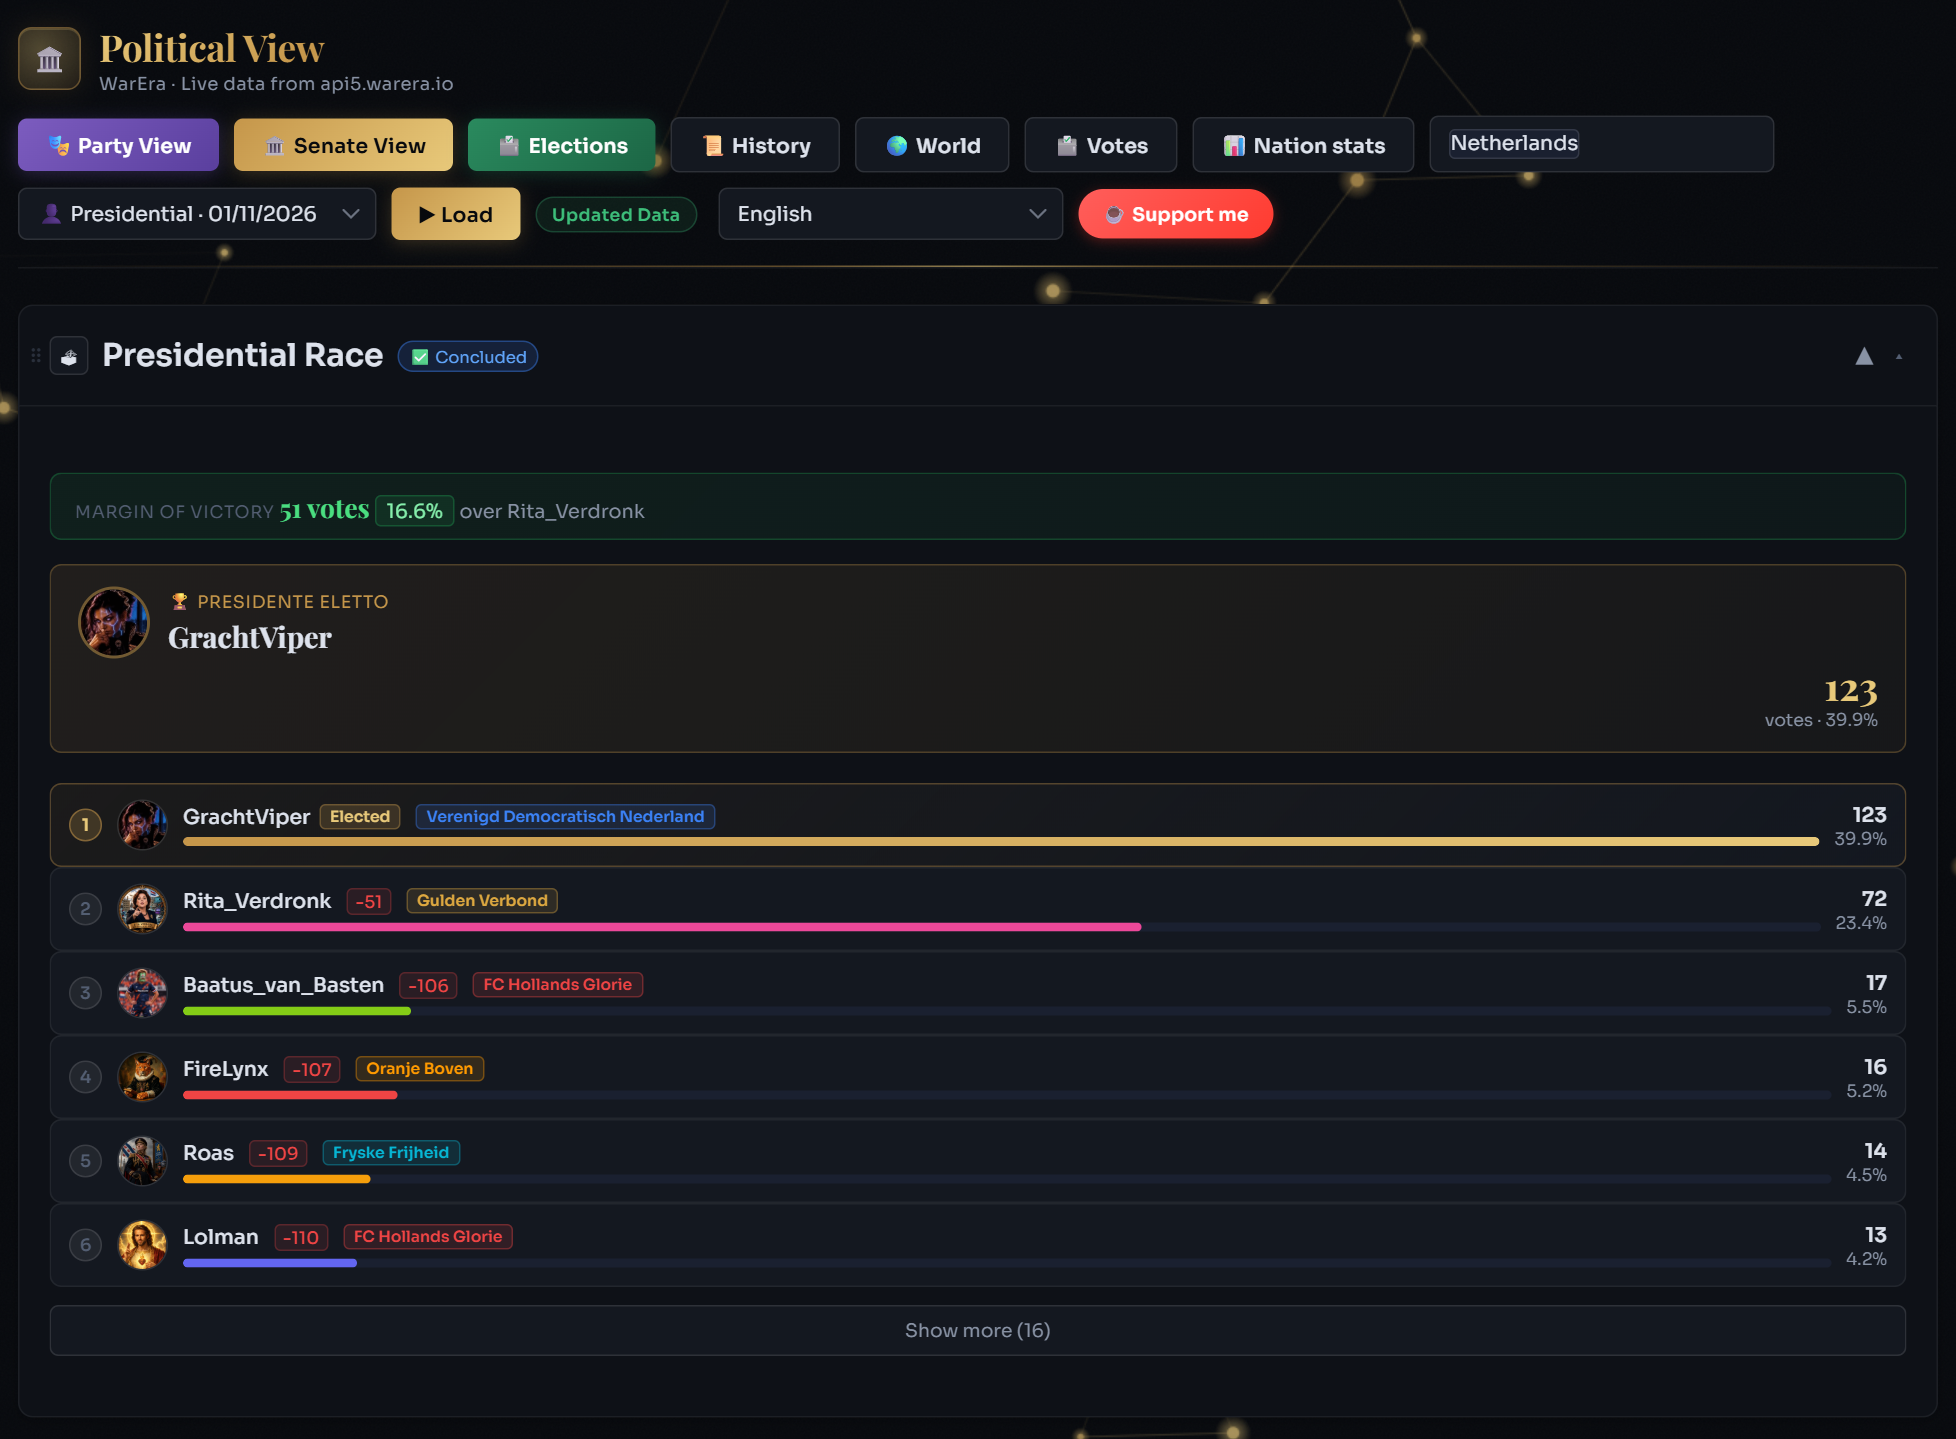 Political View
WarEra · Live data from api5.warera.io
Party View
Senate View
Elections
History
World
Votes
Nation stats
Netherlands
Presidential · 01/11/2026
Load
Updated Data
English
Support me
Presidential Race
Concluded
MARGIN OF VICTORY 51 votes 16.6% over Rita_Verdronk
PRESIDENTE ELETTO
GrachtViper
123
votes · 39.9%
1 GrachtViper Elected Verenigd Democratisch Nederland 123
39.9%
2 Rita_Verdronk -51 Gulden Verbond 72
23.4%
3 Baatus_van_Basten -106 FC Hollands Glorie 17
5.5%
4 FireLynx -107 Oranje Boven 16
5.2%
5 Roas -109 Fryske Frijheid 14
4.5%
6 Lolman -110 FC Hollands Glorie 13
4.2%
Show more (16)